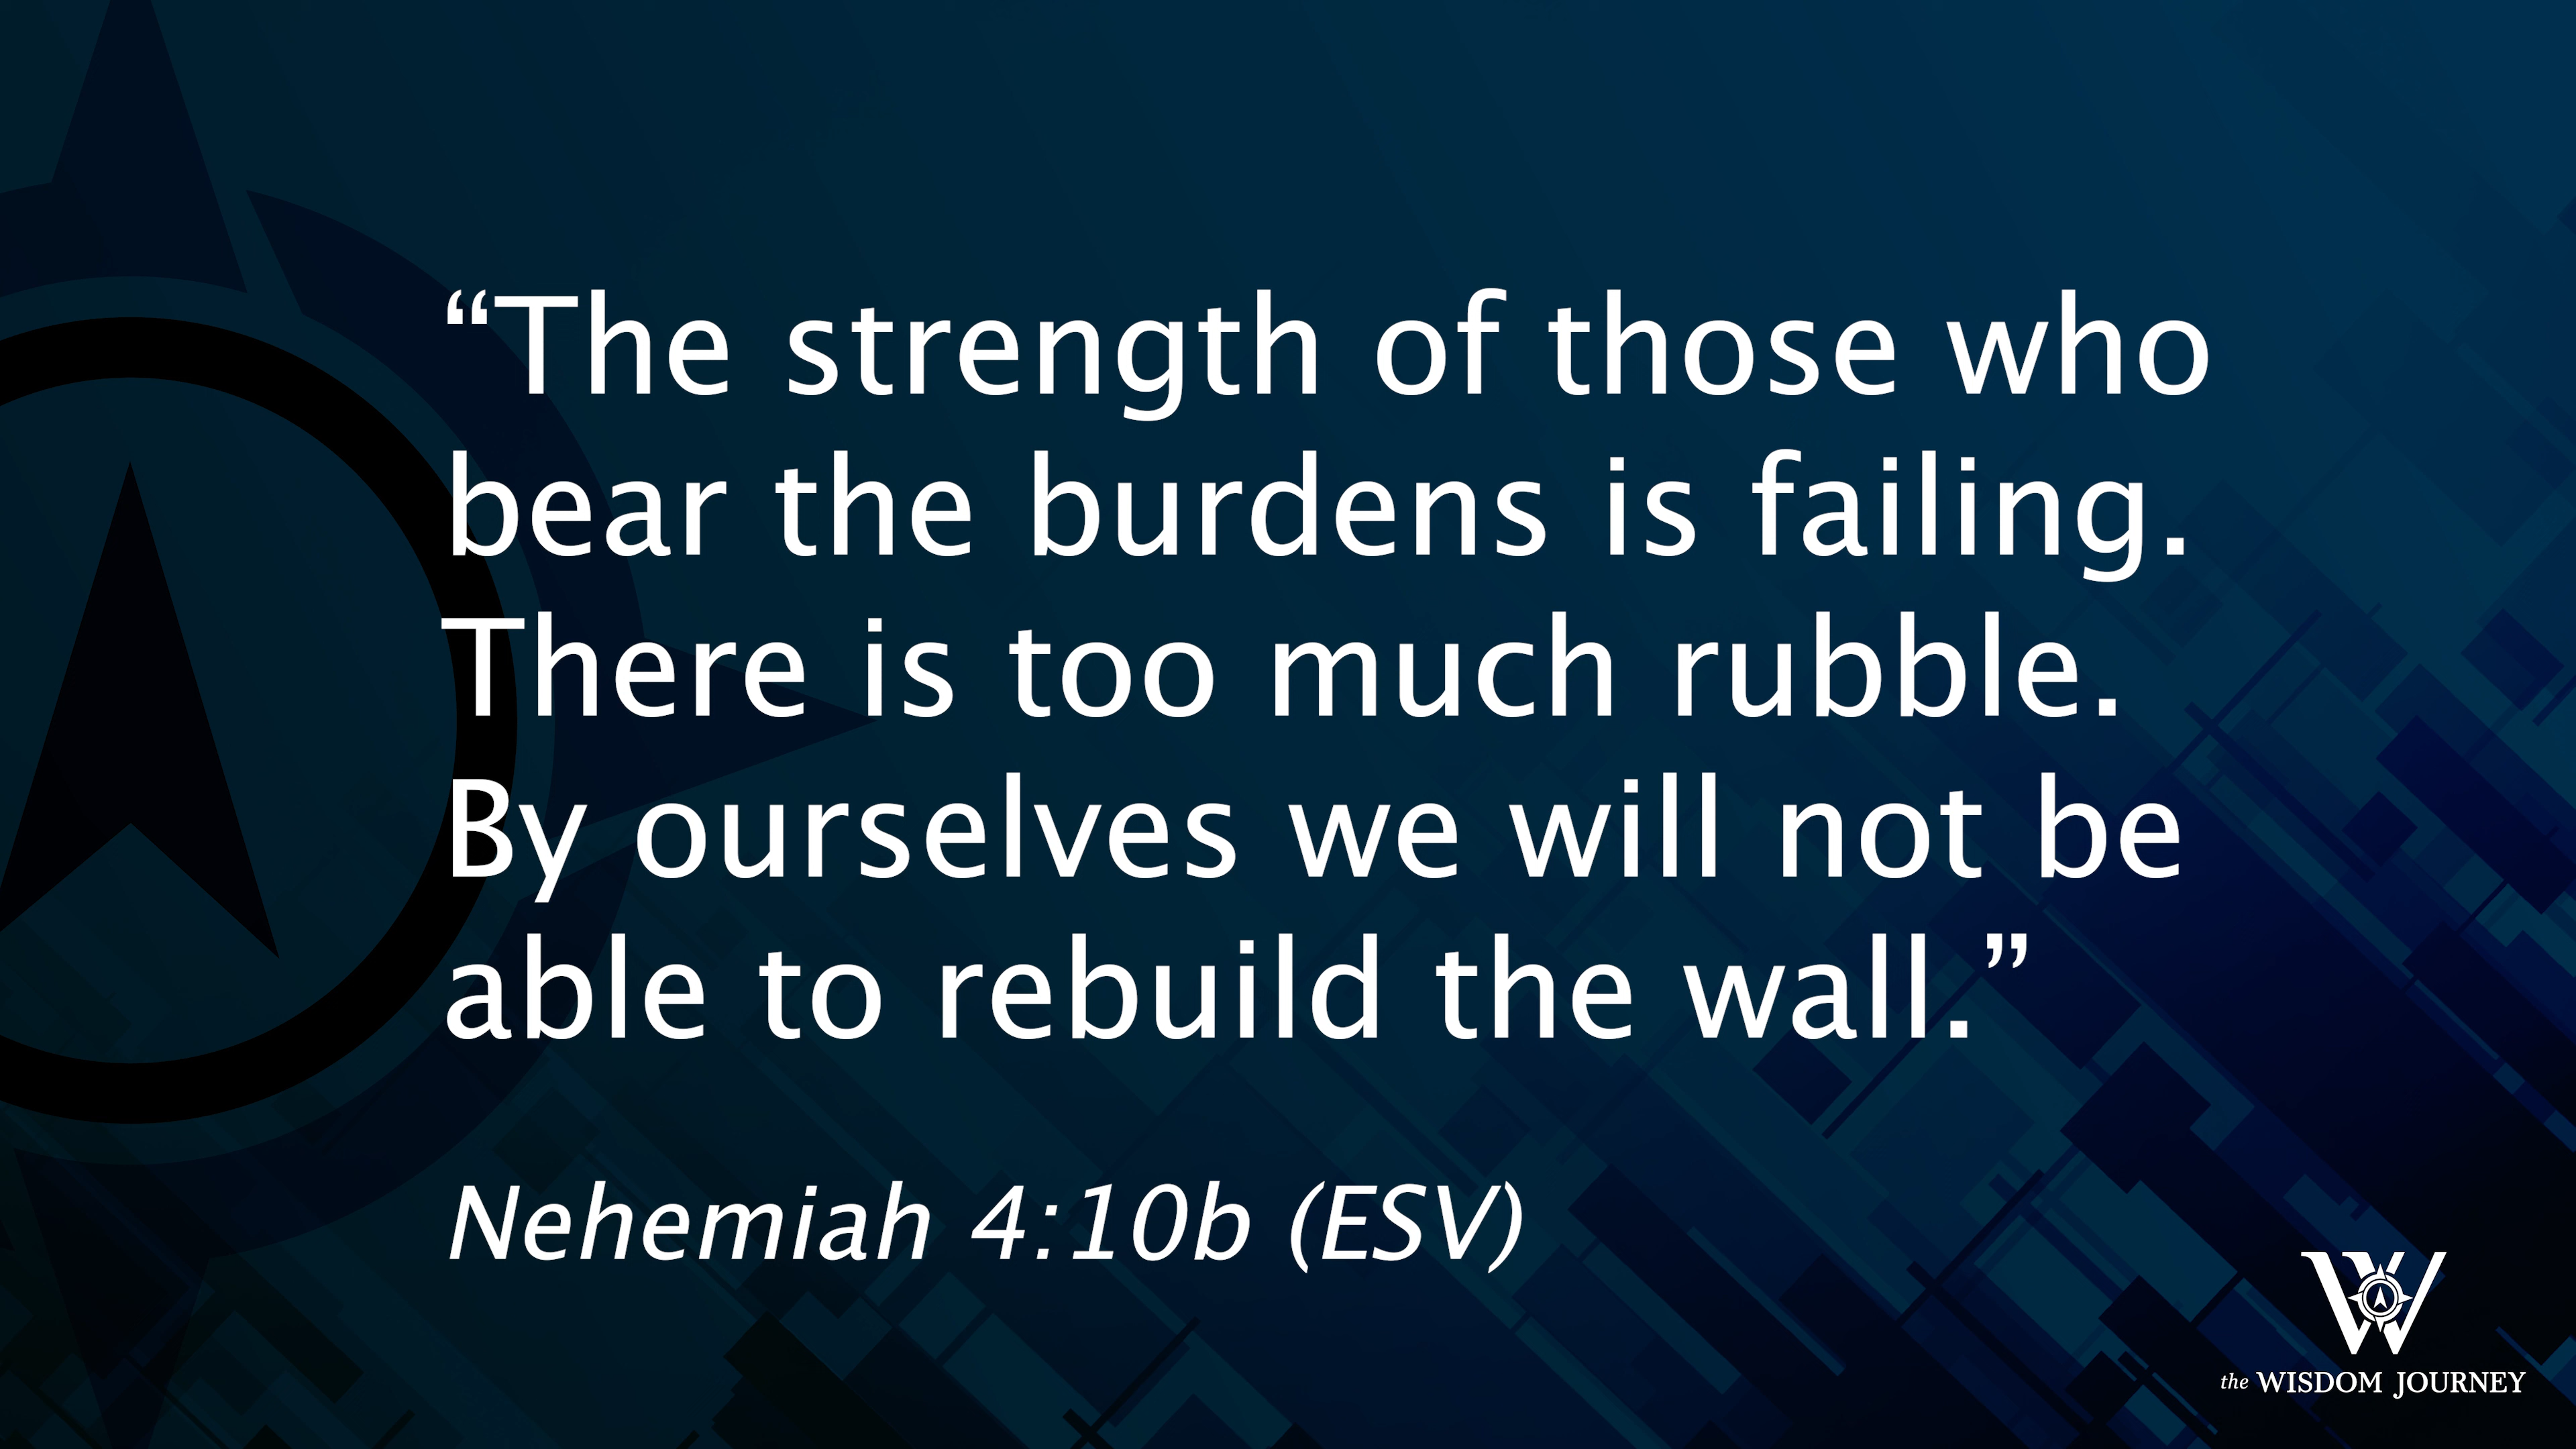 “The strength of those who
bear the burdens is failing.
There is too much rubble.
By ourselves we will not be
able to rebuild the wall.”
Nehemiah 4:10b (ESV)
W
the WISDOM JOURNEY